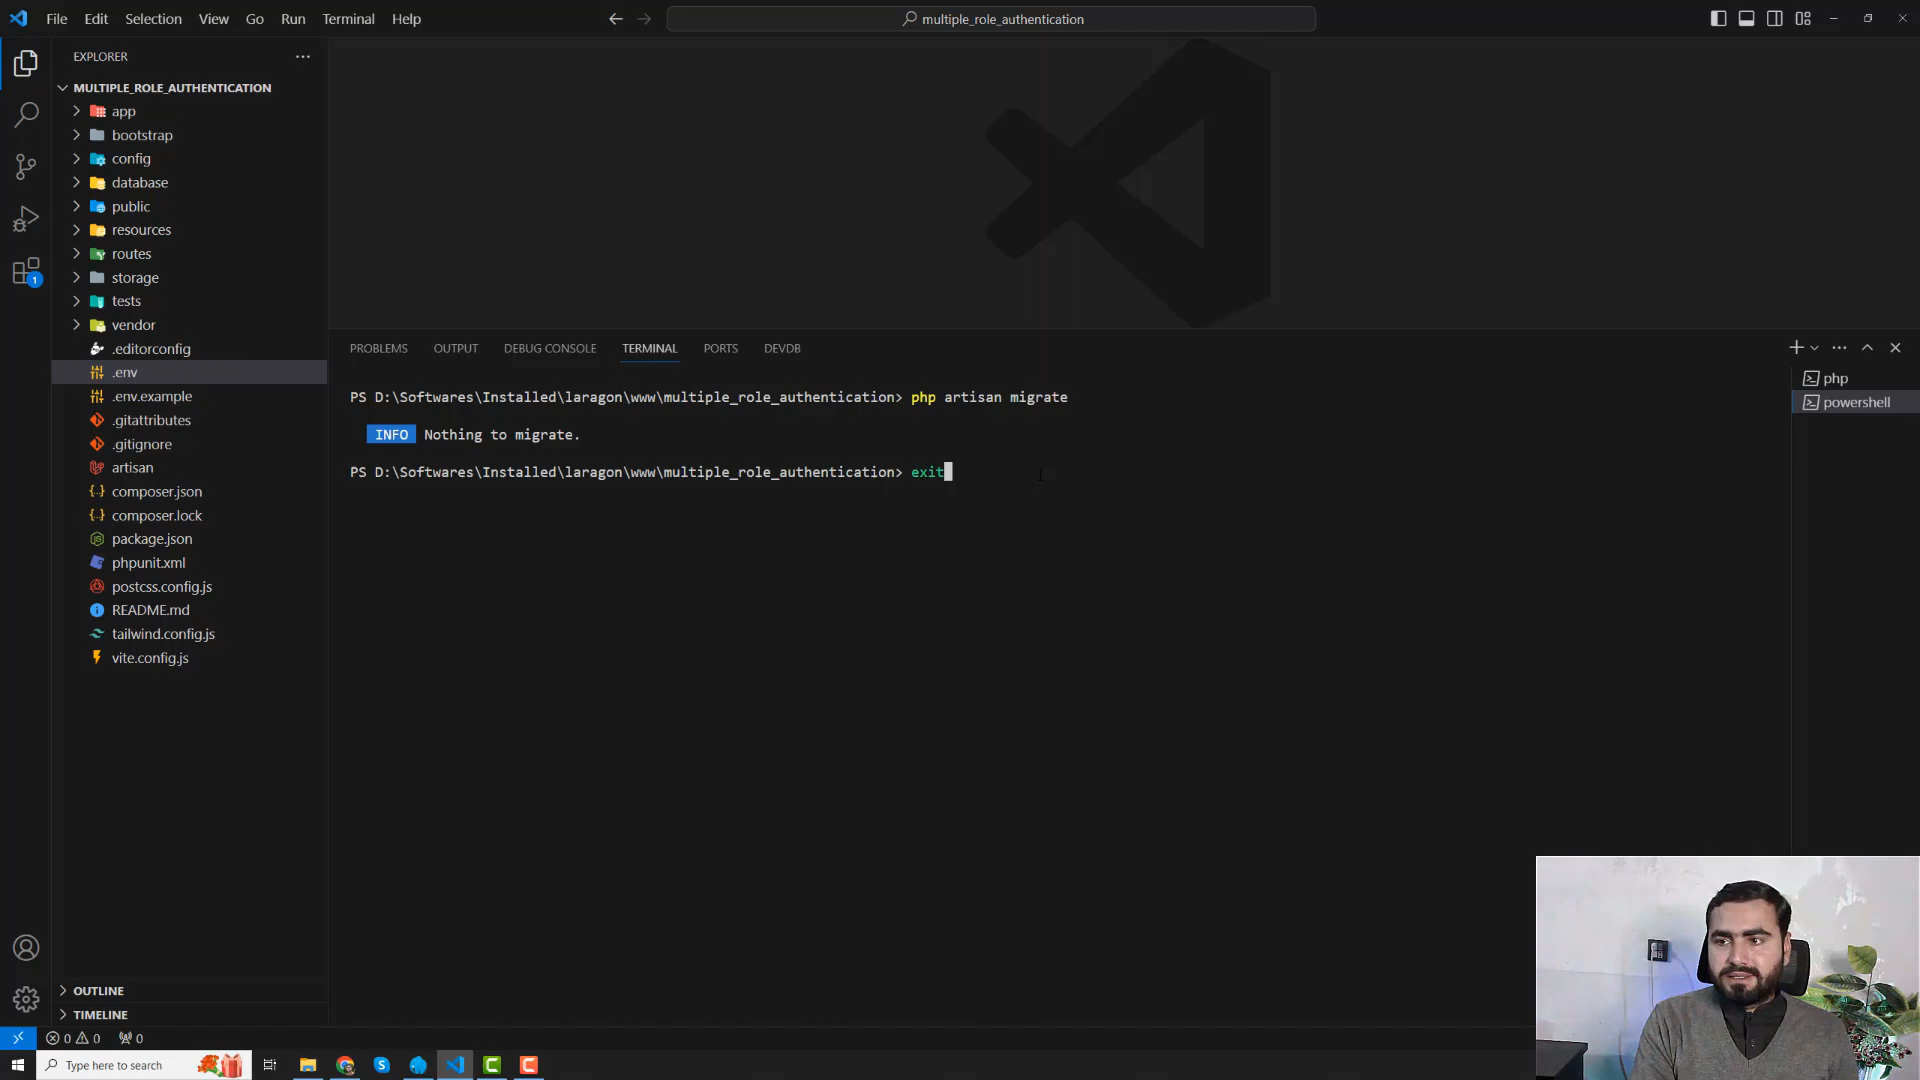 File Edit Selection View Go Run Terminal Help
multiple_role_authentication
EXPLORER
MULTIPLE_ROLE_AUTHENTICATION
app
bootstrap
config
database
public
resources
routes
storage
tests
vendor
.editorconfig
.env
.env.example
.gitattributes
.gitignore
artisan
composer.json
composer.lock
package.json
phpunit.xml
postcss.config.js
README.md
tailwind.config.js
vite.config.js
OUTLINE
TIMELINE
1
PROBLEMS OUTPUT DEBUG CONSOLE TERMINAL PORTS DEVDB
PS D:\Softwares\Installed\laragon\www\multiple_role_authentication> php artisan migrate
INFO Nothing to migrate.
PS D:\Softwares\Installed\laragon\www\multiple_role_authentication> exit
php
powershell
0 0 0
Type here to search